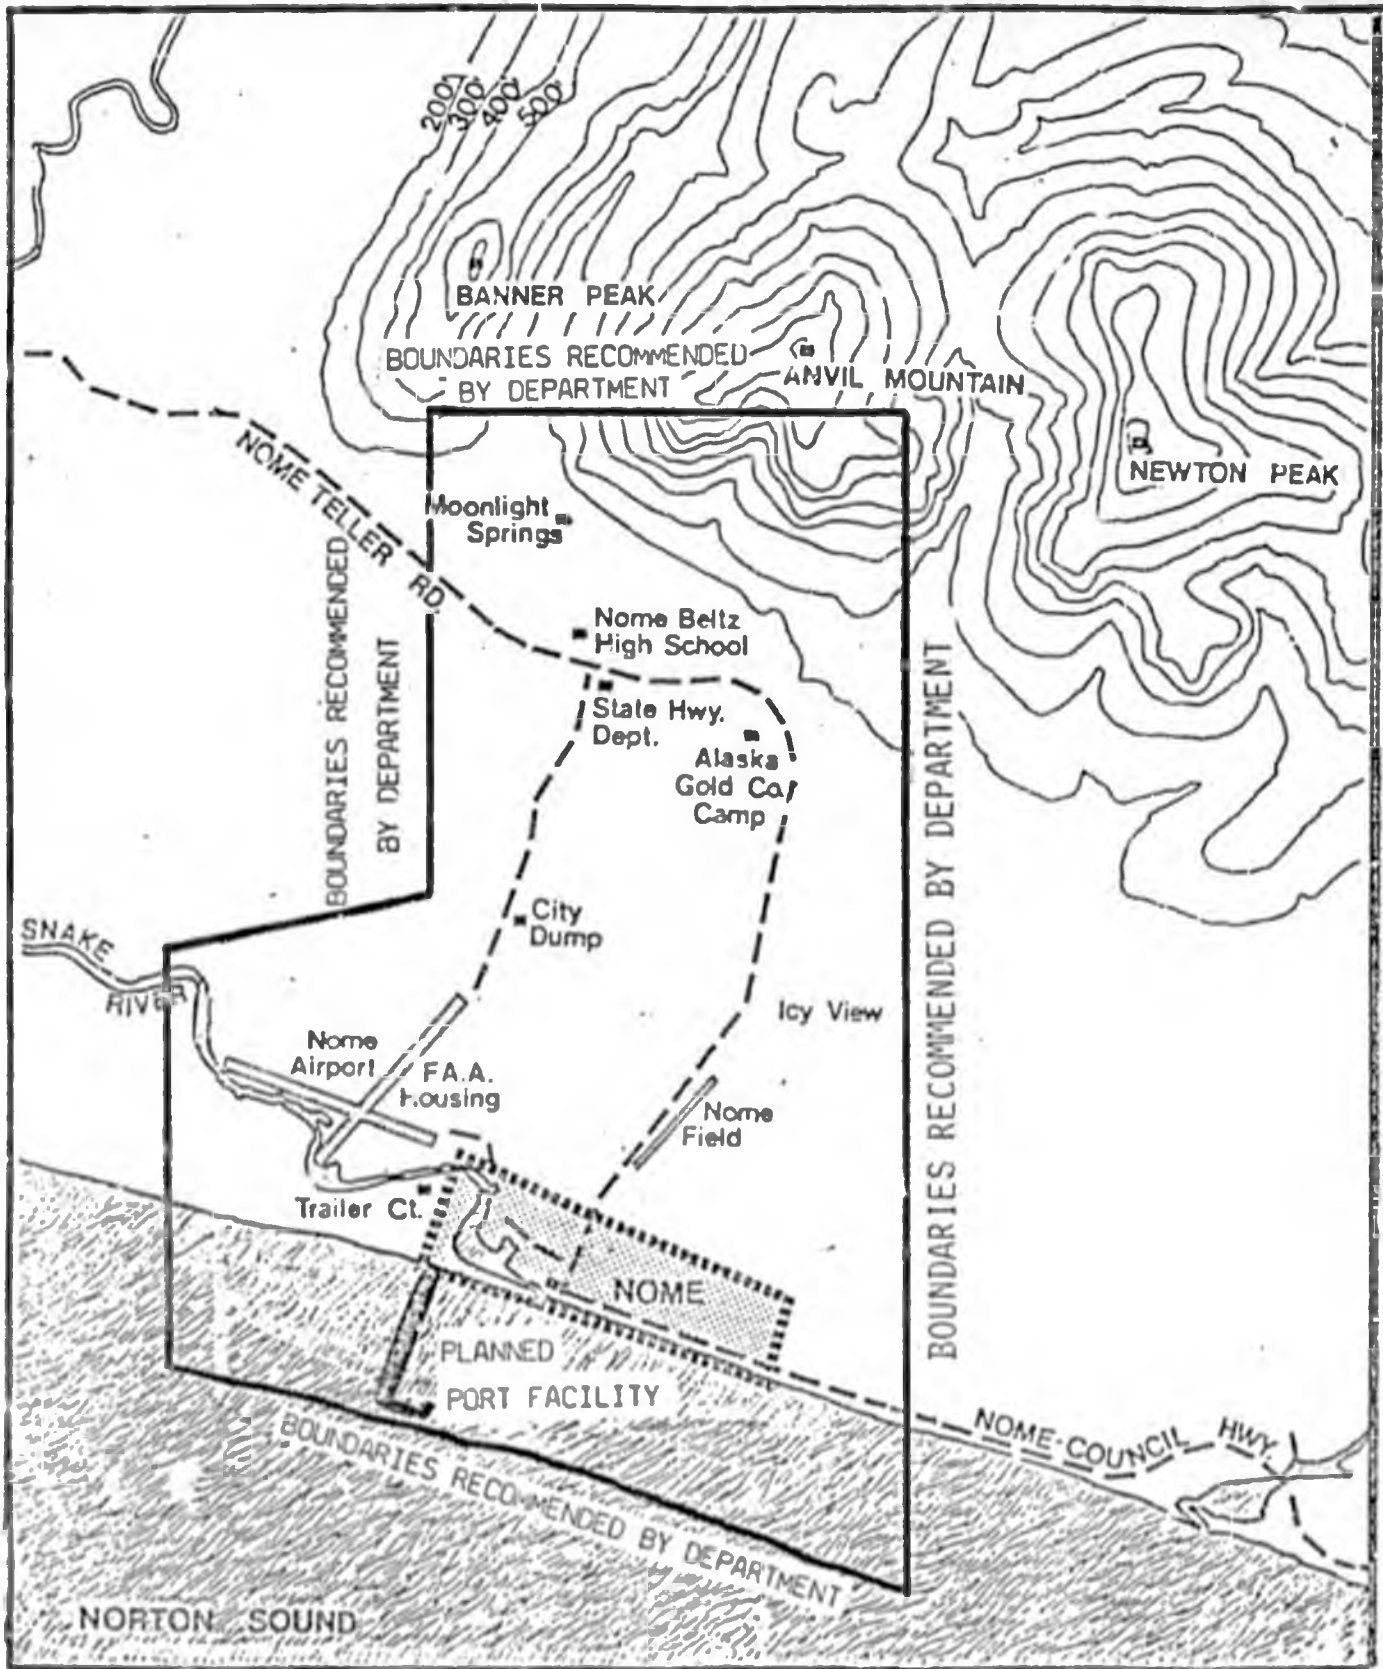 200'
300'
400'
500'
BANNER PEAK
BOUNDARIES RECOMMENDED
BY DEPARTMENT
ANVIL MOUNTAIN
NEWTON PEAK
NOME TELLER RD.
Moonlight
Springs
BOUNDARIES RECOMMENDED
BY DEPARTMENT
Nome Beltz
High School
State Hwy.
Dept.
Alaska
Gold Co.
Camp
BOUNDARIES RECOMMENDED BY DEPARTMENT
City
Dump
SNAKE
RIVER
Icy View
Nome
Airport
F.A.A.
Housing
Nome
Field
Trailer Ct.
NOME
PLANNED
PORT FACILITY
NOME-COUNCIL HWY.
BOUNDARIES RECOMMENDED BY DEPARTMENT
NORTON SOUND